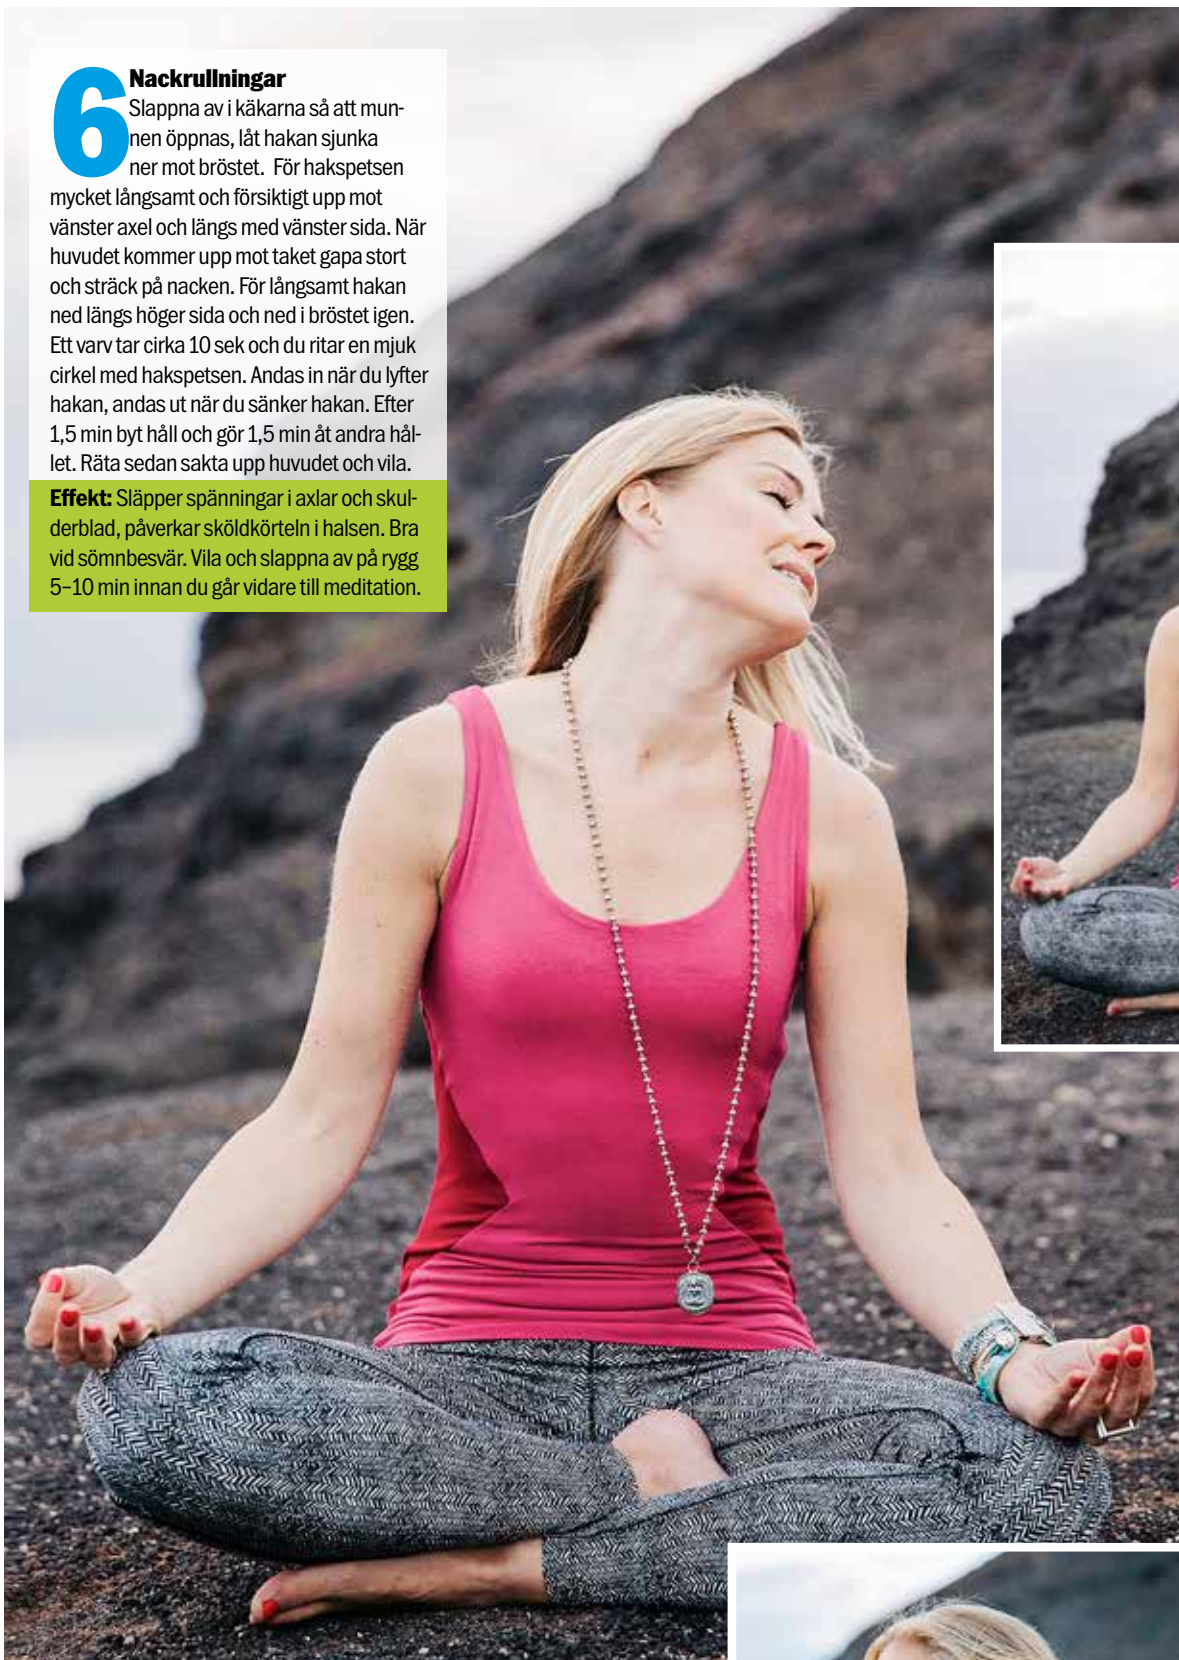 6
Nackrullningar
Slappna av i käkarna så att mun-
nen öppnas, låt hakan sjunka
ner mot bröstet. För hakspetsen
mycket långsamt och försiktigt upp mot
vänster axel och längs med vänster sida. När
huvudet kommer upp mot taket gapa stort
och sträck på nacken. För långsamt hakan
ned längs höger sida och ned i bröstet igen.
Ett varv tar cirka 10 sek och du ritar en mjuk
cirkel med hakspetsen. Andas in när du lyfter
hakan, andas ut när du sänker hakan. Efter
1,5 min byt håll och gör 1,5 min åt andra hål-
let. Räta sedan sakta upp huvudet och vila.
Effekt: Släpper spänningar i axlar och skul-
derblad, påverkar sköldkörteln i halsen. Bra
vid sömnbesvär. Vila och slappna av på rygg
5–10 min innan du går vidare till meditation.